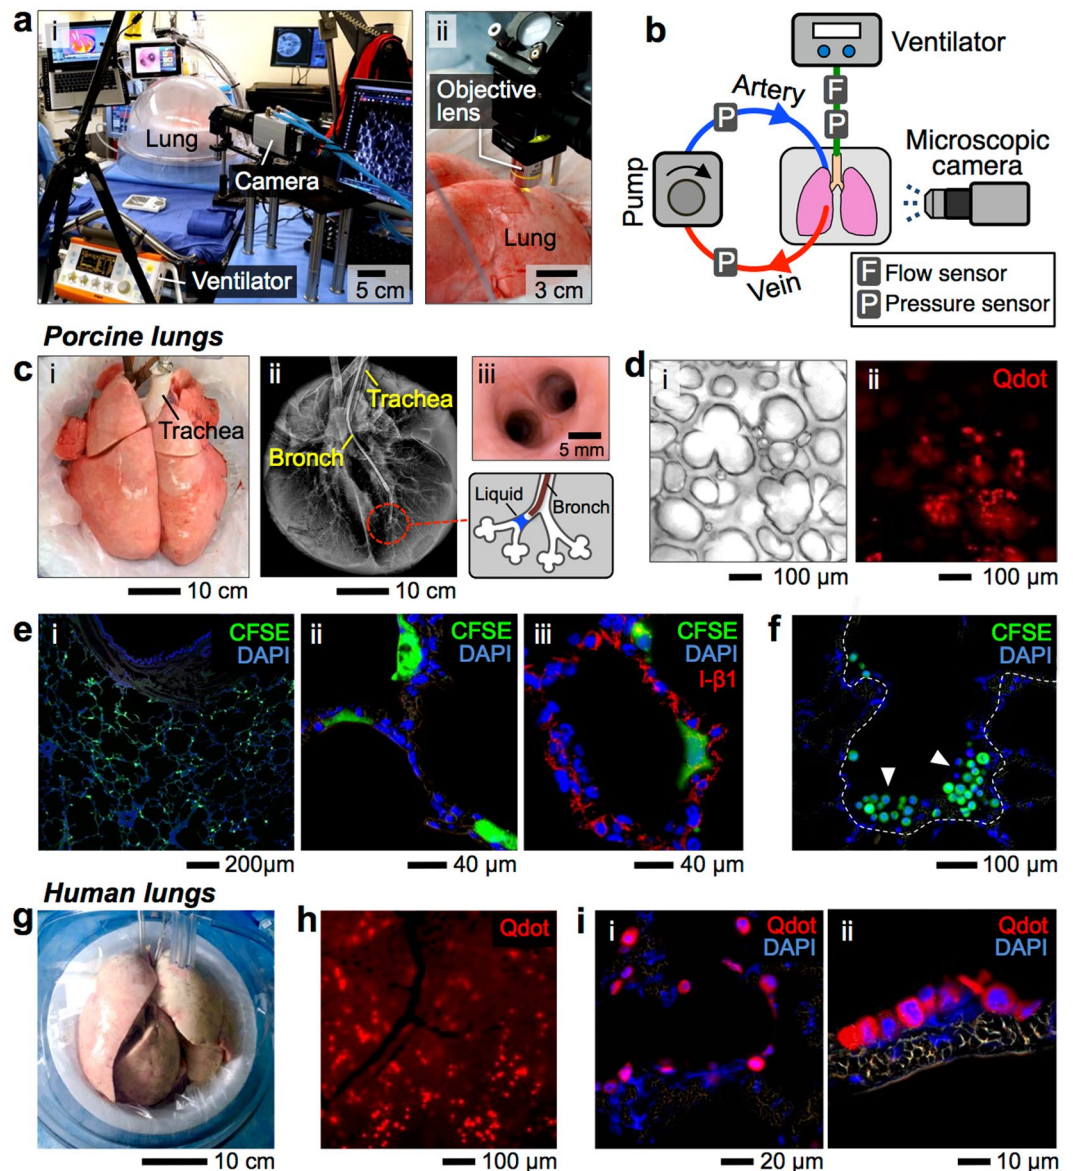 a
i
Lung
Camera
Ventilator
5 cm
ii
Objective
lens
Lung
3 cm
b
Ventilator
F
P
Artery
P
Pump
P
Vein
Microscopic
camera
F Flow sensor
P Pressure sensor
Porcine lungs
c
i
Trachea
10 cm
ii
Trachea
Bronch
10 cm
iii
5 mm
Liquid
Bronch
d
i
100 µm
ii
Qdot
100 µm
e
i
CFSE
DAPI
200µm
ii
CFSE
DAPI
40 µm
iii
CFSE
DAPI
I-β1
40 µm
f
CFSE
DAPI
100 µm
Human lungs
g
10 cm
h
Qdot
100 µm
i
i
Qdot
DAPI
20 µm
ii
Qdot
DAPI
10 µm